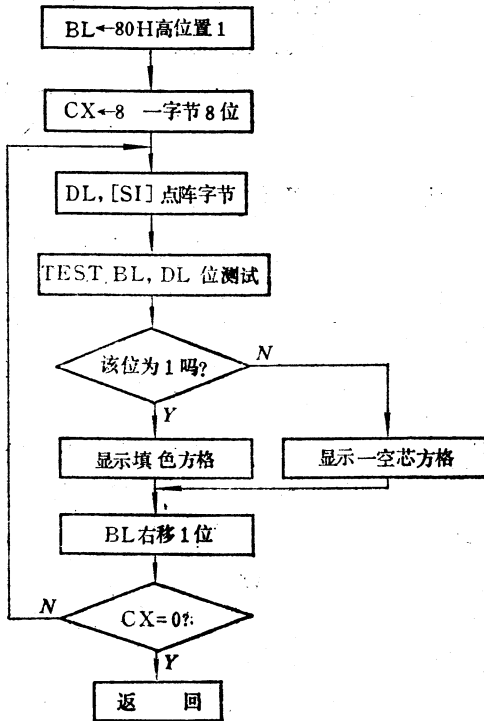 BL←80H高位置1
CX←8 一字节8位
DL,[SI]点阵字节
TEST BL, DL 位测试
该位为1吗?
N
Y
显示填色方格
显示一空芯方格
BL右移1位
N
CX=0?
Y
返 回